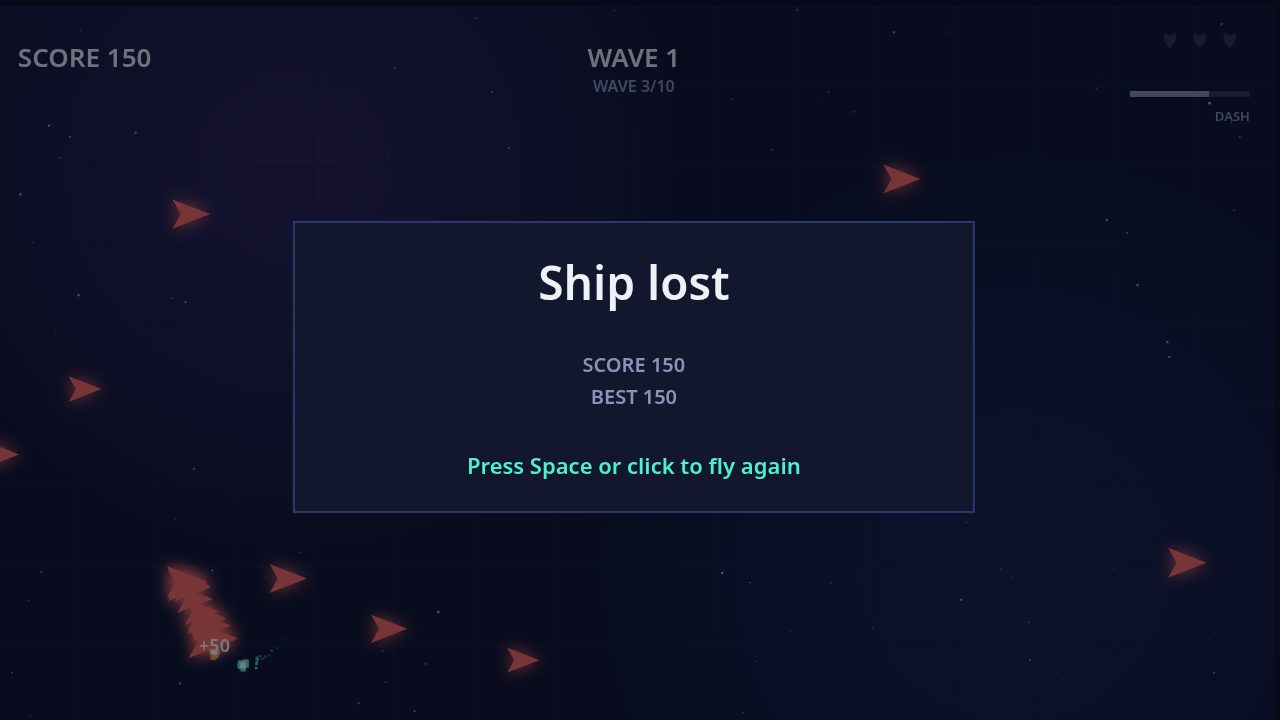 SCORE 150
WAVE 1
WAVE 3/10
DASH
Ship lost
SCORE 150
BEST 150
Press Space or click to fly again
+50